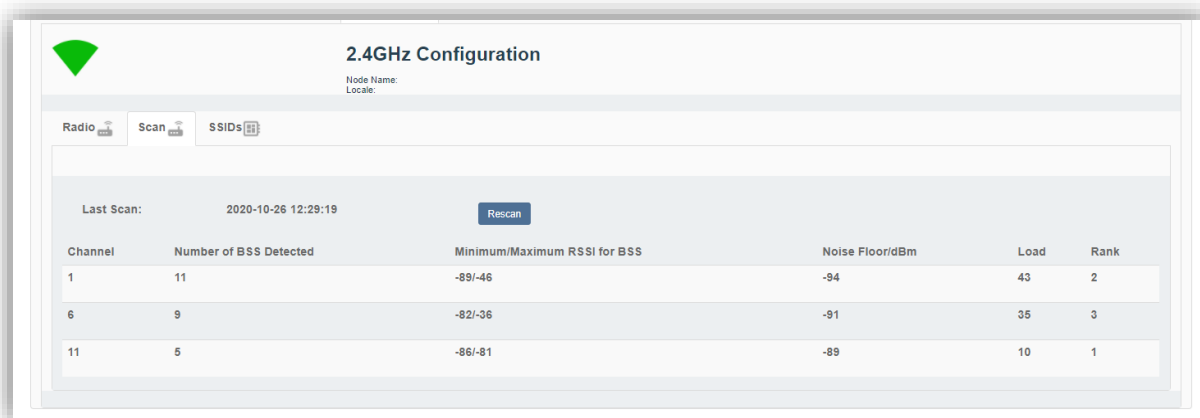 2.4GHz Configuration
Node Name:
Locale:
Radio Scan SSIDs
Last Scan: 2020-10-26 12:29:19 Rescan
Channel Number of BSS Detected Minimum/Maximum RSSI for BSS Noise Floor/dBm Load Rank
1 11 -89/-46 -94 43 2
6 9 -82/-36 -91 35 3
11 5 -86/-81 -89 10 1